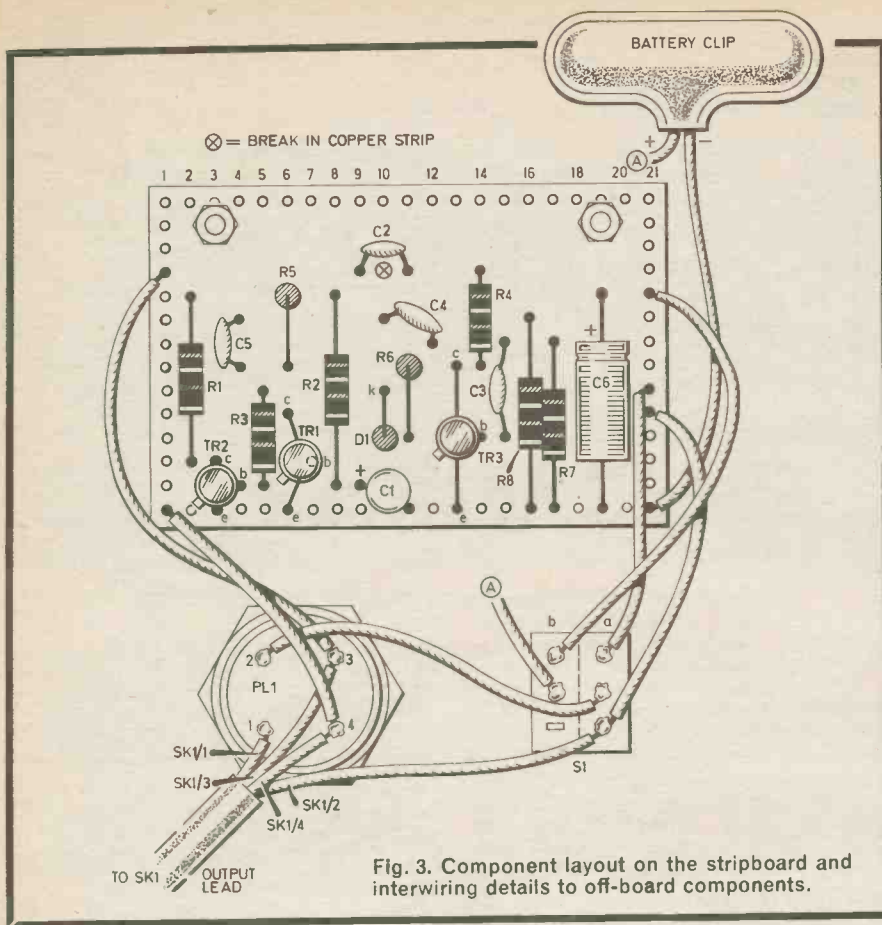 BATTERY CLIP
+
−
A
⊗ = BREAK IN COPPER STRIP
1 2 3 4 5 6 7 8 9 10 12 14 16 18 20 21
C2
R5
C4
R4
C5
+
R1
R2
R6
c
C3
C6
R3
c
k
TR1
D1
b
TR2
c
b
TR3
b
+
C1
R8
R7
e
e
e
A
b
a
2
3
PL1
1
4
SK1/1
SK1/3
SK1/2
SK1/4
S1
TO SK1
OUTPUT
LEAD
Fig. 3. Component layout on the stripboard and
interwiring details to off-board components.